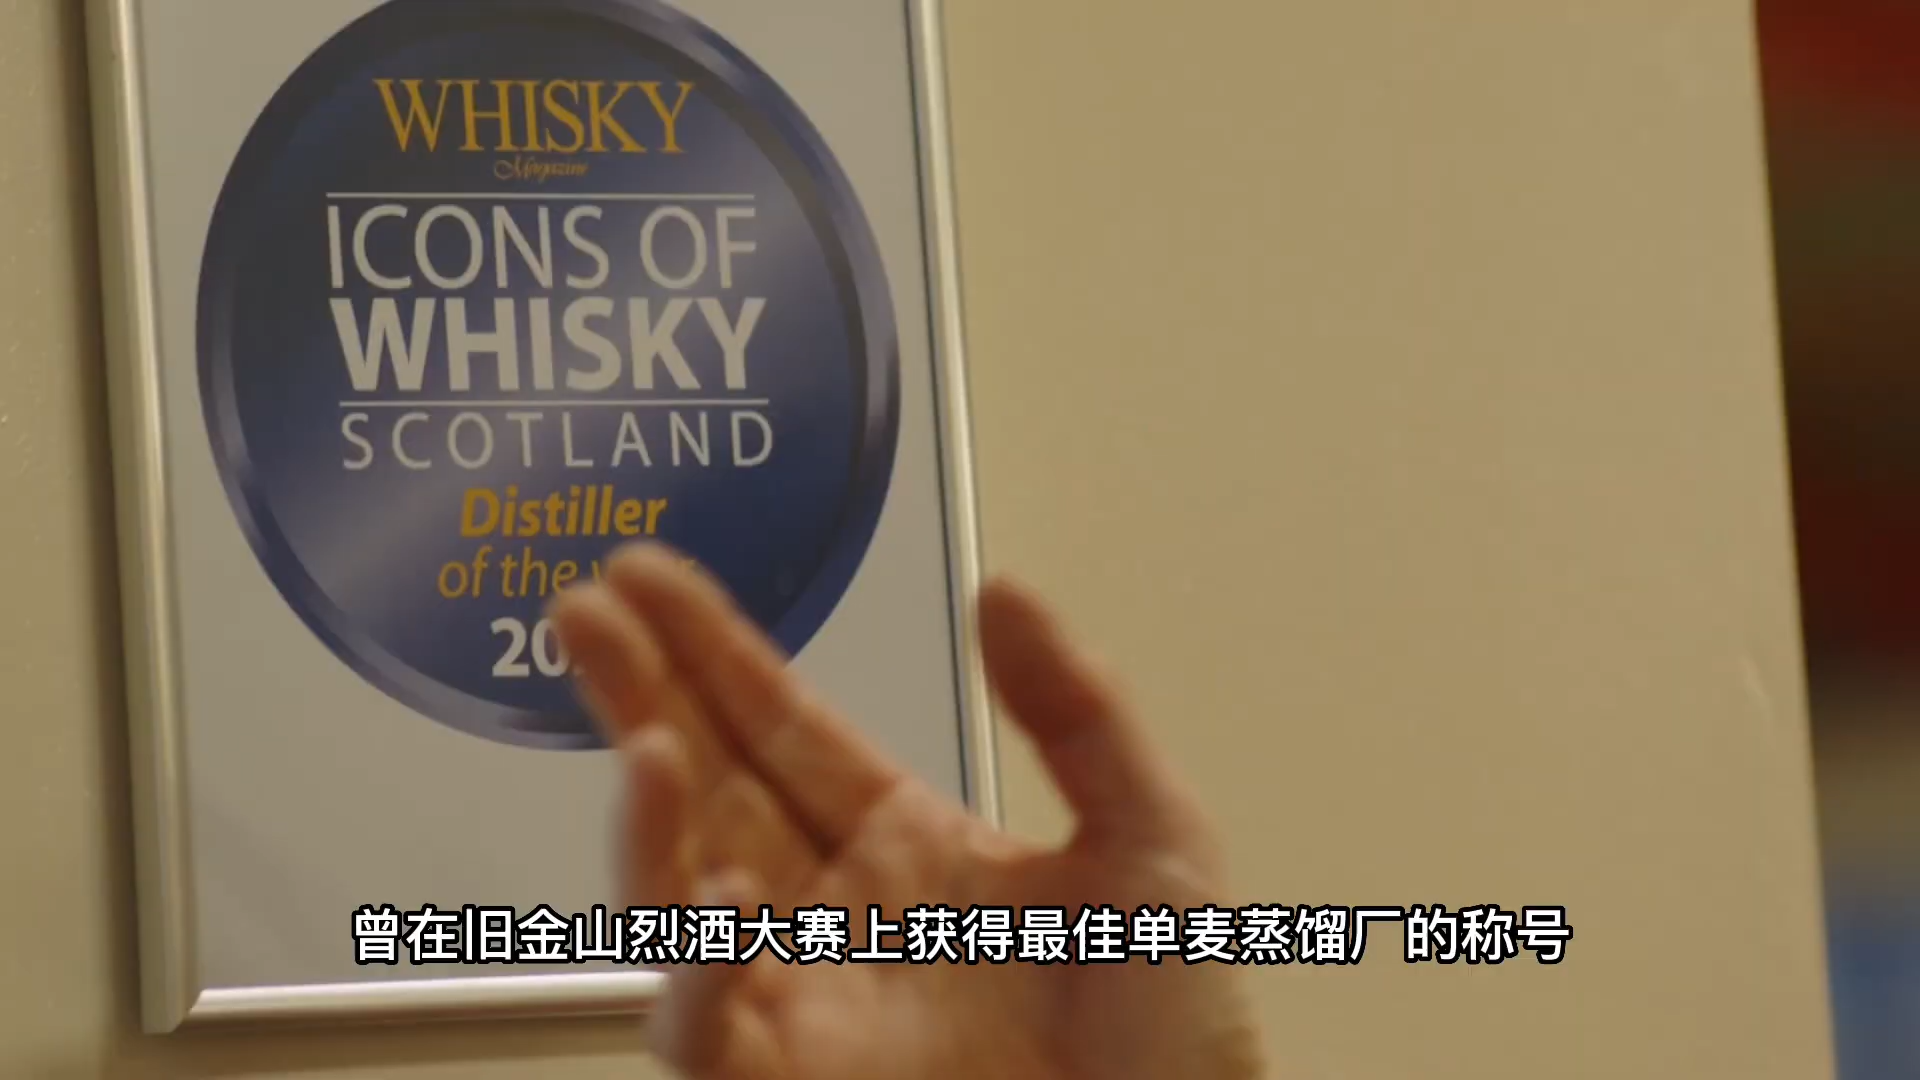 WHISKY
Magazine
ICONS OF
WHISKY
SCOTLAND
Distiller
of the
曾在旧金山烈酒大赛上获得最佳单麦蒸馏厂的称号